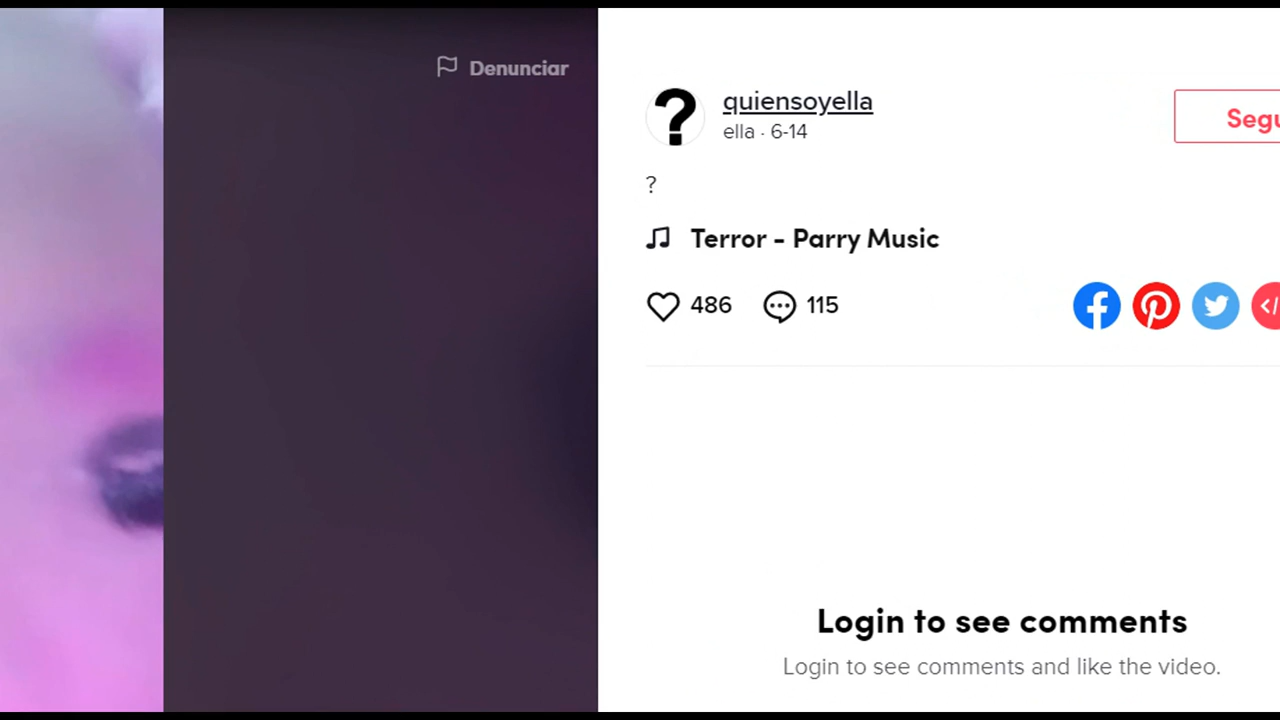 Denunciar
quiensoyella
ella · 6-14
Segu
?
Terror - Parry Music
486 115
Login to see comments
Login to see comments and like the video.